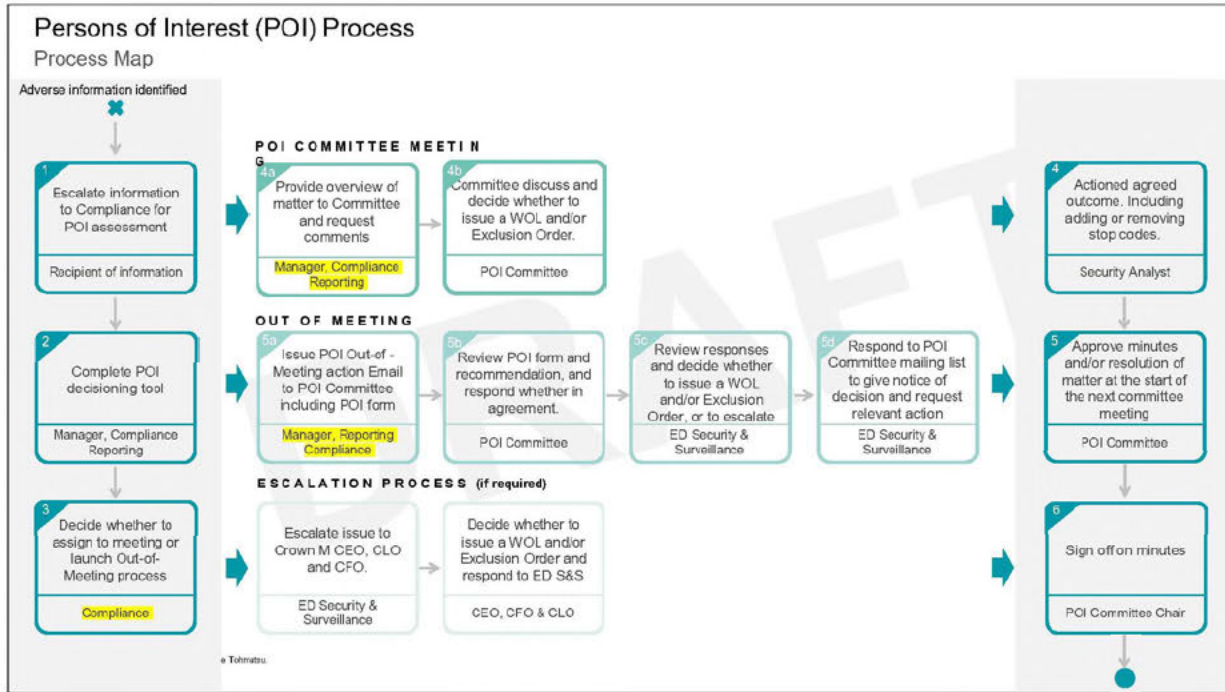 Persons of Interest (POI) Process
Process Map
Adverse information identified
1
Escalate information
to Compliance for
POI assessment
Recipient of information
2
Complete POI
decisioning tool
Manager, Compliance
Reporting
3
Decide whether to
assign to meeting or
launch Out-of-
Meeting process
Compliance
POI COMMITTEE MEETIN
G
4a
Provide overview of
matter to Committee
and request
comments
Manager, Compliance
Reporting
4b
Committee discuss and
decide whether to
issue a WOL and/or
Exclusion Order.
POI Committee
OUT OF MEETING
5a
Issue POI Out-of -
Meeting action Email
to POI Committee
including POI form
Manager, Reporting
Compliance
5b
Review POI form and
recommendation, and
respond whether in
agreement.
POI Committee
5c
Review responses
and decide whether
to issue a WOL
and/or Exclusion
Order, or to escalate
ED Security &
Surveillance
5d
Respond to POI
Committee mailing list
to give notice of
decision and request
relevant action
ED Security &
Surveillance
ESCALATION PROCESS (if required)
Escalate issue to
Crown M CEO, CLO
and CFO.
ED Security &
Surveillance
Decide whether to
issue a WOL and/or
Exclusion Order and
respond to ED S&S
CEO, CFO & CLO
4
Actioned agreed
outcome. Including
adding or removing
stop codes.
Security Analyst
5
Approve minutes
and/or resolution of
matter at the start of
the next committee
meeting
POI Committee
6
Sign off on minutes
POI Committee Chair
e Tohmatsu.
DRAFT